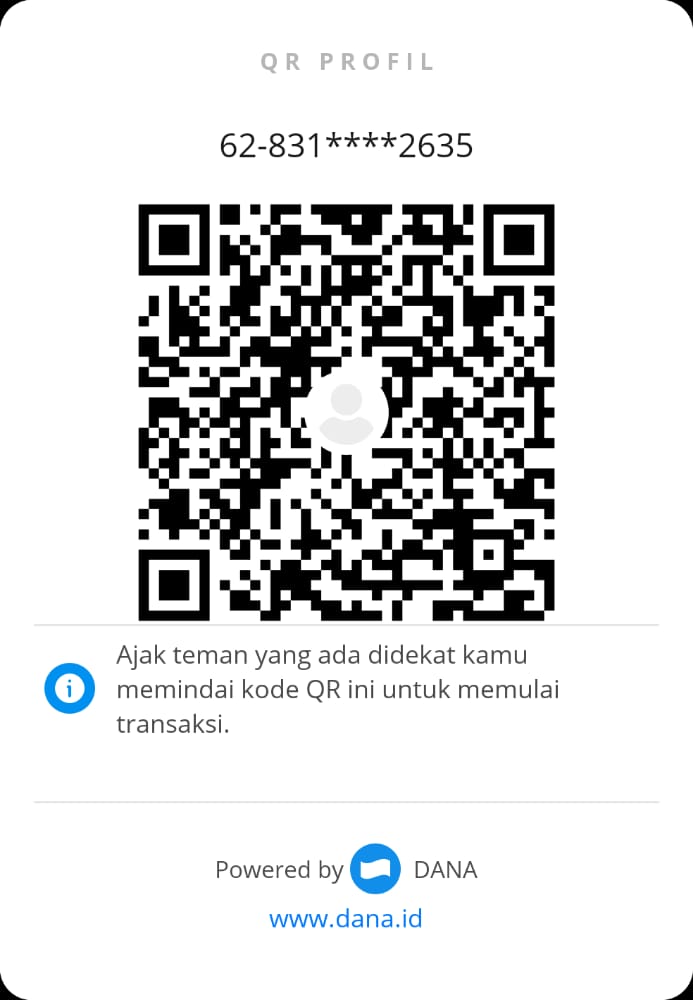 QR PROFIL
62-831****2635
Ajak teman yang ada didekat kamu
memindai kode QR ini untuk memulai
transaksi.
Powered by DANA
www.dana.id